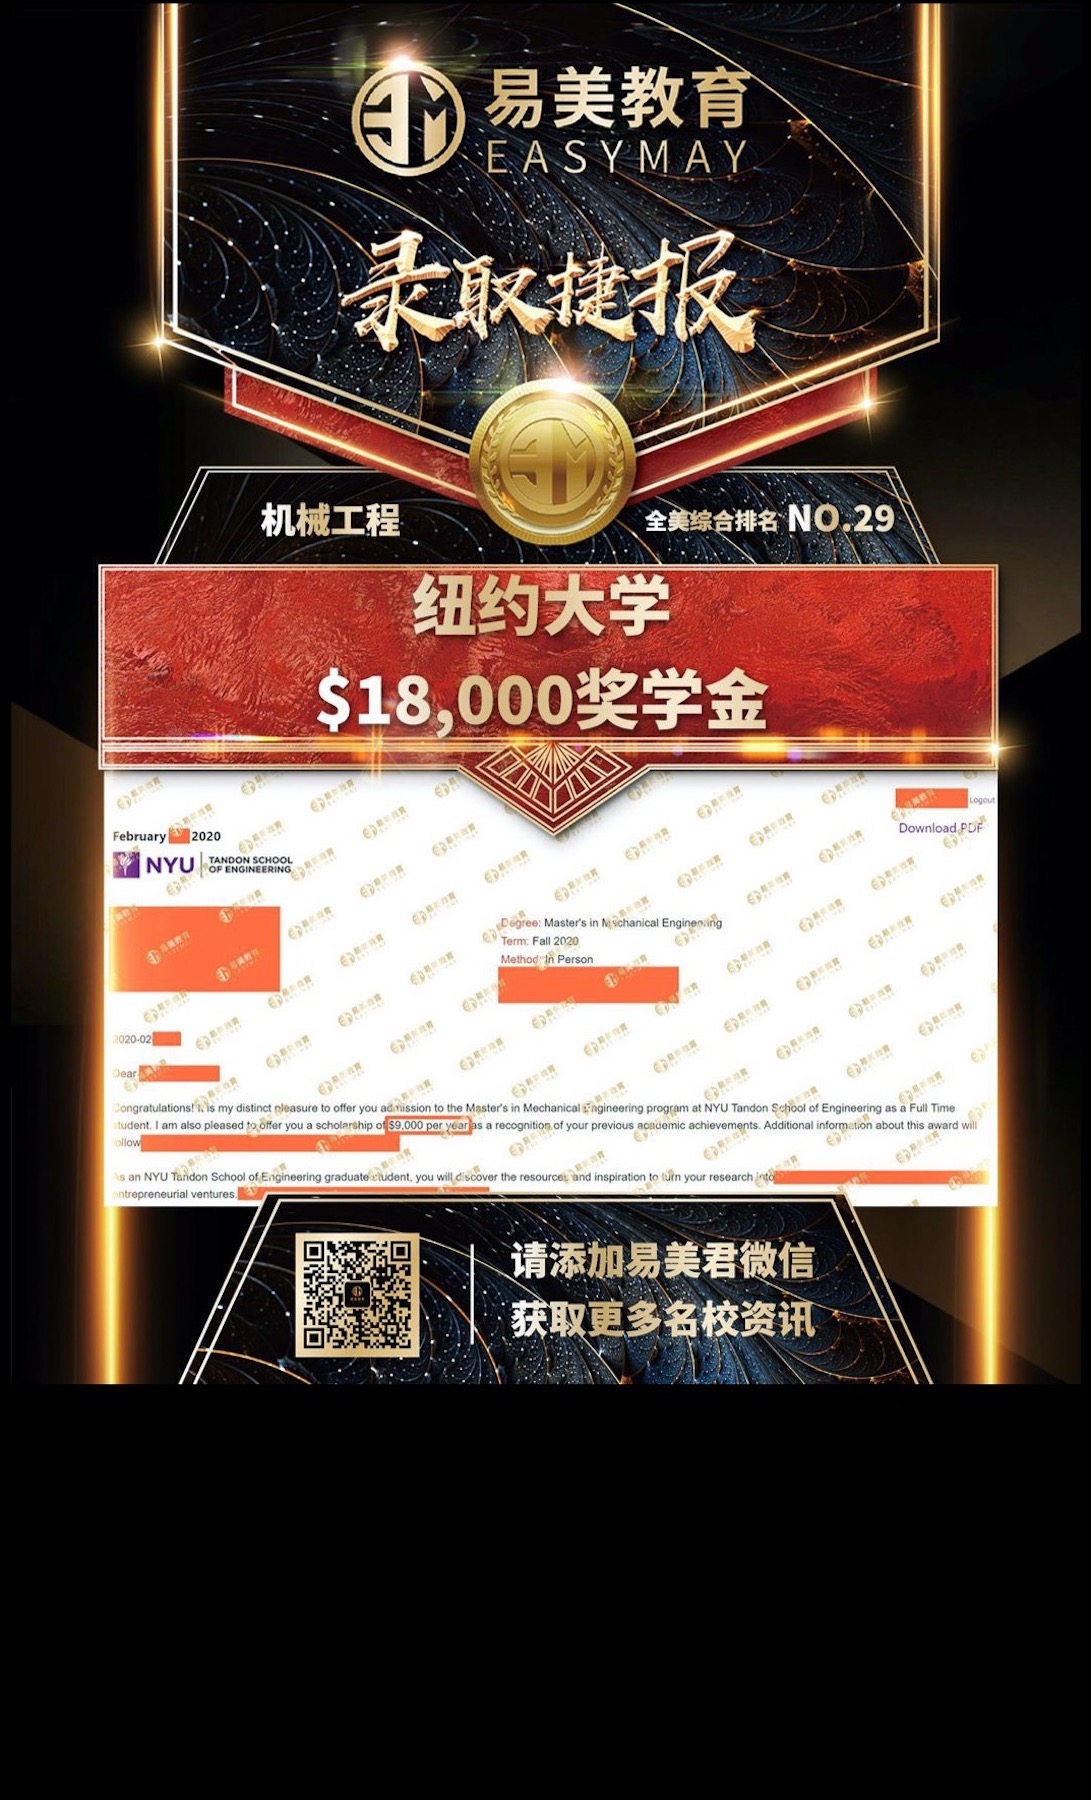 易美教育
EASYMAY
录取捷报
机械工程
全美综合排名 NO.29
纽约大学
$18,000奖学金
Logout
Download PDF
February 2020
NYU TANDON SCHOOL
OF ENGINEERING
Degree: Master's in Mechanical Engineering
Term: Fall 2020
Method: In Person
2020-02
Dear
Congratulations! It is my distinct pleasure to offer you admission to the Master's in Mechanical Engineering program at NYU Tandon School of Engineering as a Full Time
student. I am also pleased to offer you a scholarship of $9,000 per year as a recognition of your previous academic achievements. Additional information about this award will
follow
As an NYU Tandon School of Engineering graduate student, you will discover the resources and inspiration to turn your research into
entrepreneurial ventures.
请添加易美君微信
获取更多名校资讯